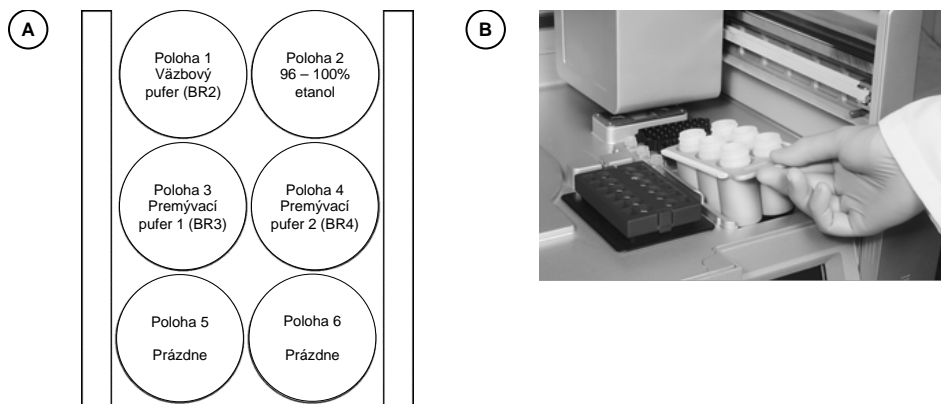 A
B
Poloha 1
Väzbový
pufer (BR2)
Poloha 2
96 – 100%
etanol
Poloha 3
Premývací
pufer 1 (BR3)
Poloha 4
Premývací
pufer 2 (BR4)
Poloha 5
Prázdne
Poloha 6
Prázdne